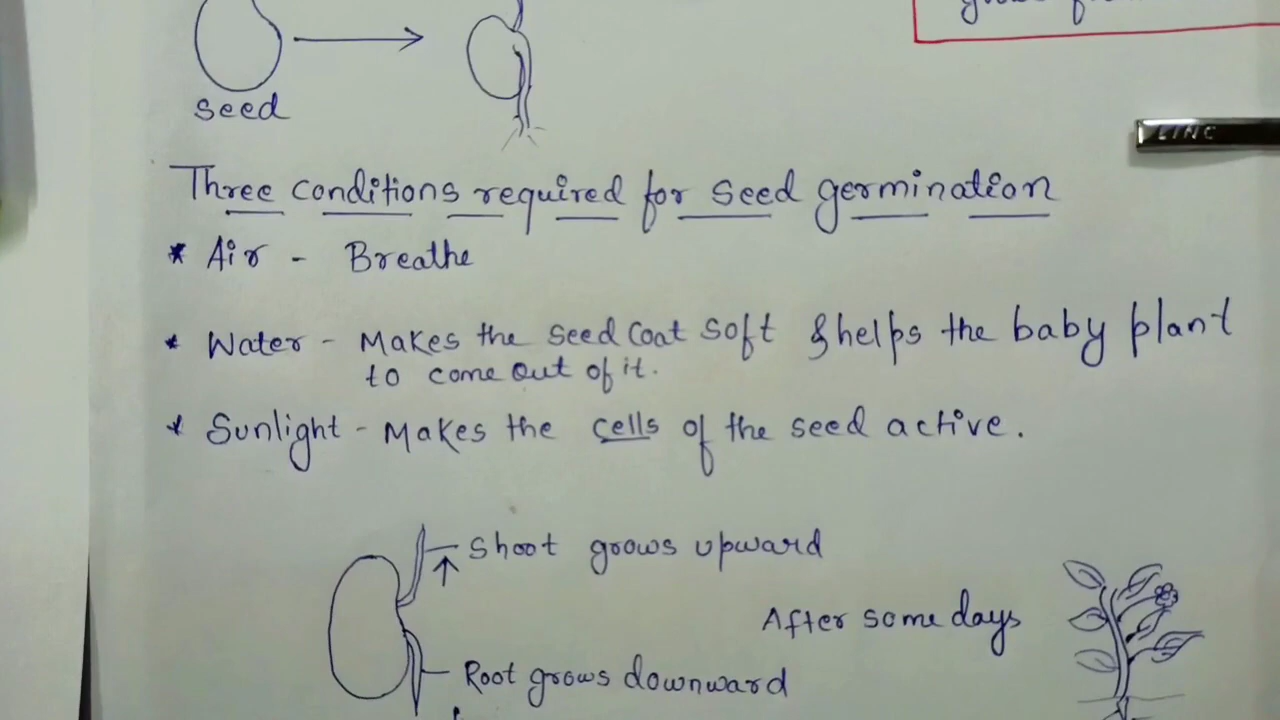 seed
Three conditions required for seed germination
* Air - Breathe
* Water - Makes the seed coat soft & helps the baby plant
to come out of it.
* Sunlight - Makes the cells of the seed active.
Shoot grows upward
After some days
Root grows downward
LINC